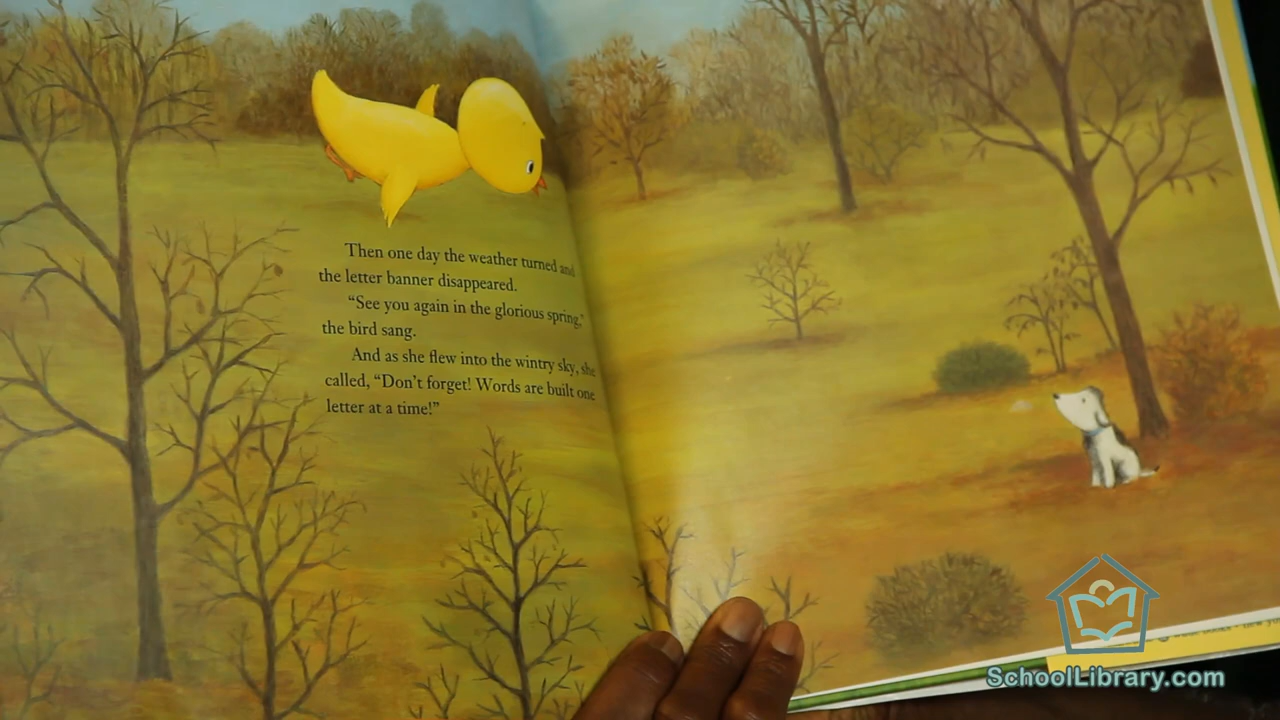 Then one day the weather turned and
the letter banner disappeared.
“See you again in the glorious spring,”
the bird sang.
And as she flew into the wintry sky, she
called, “Don’t forget! Words are built one
letter at a time!”
SchoolLibrary.com